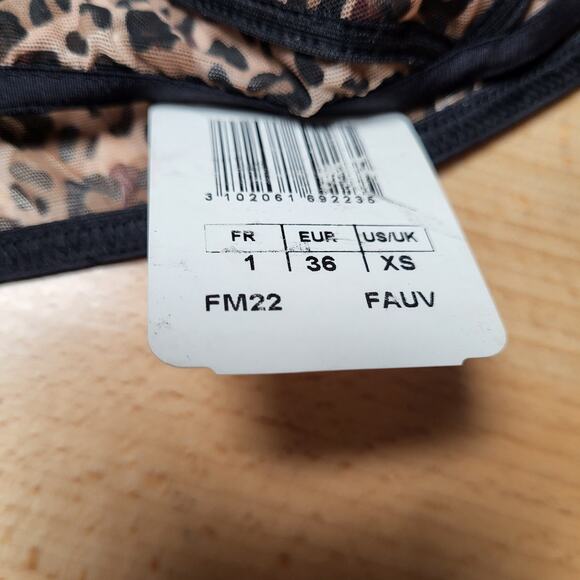 3 102061 692235
FR EUR US/UK
1 36 XS
FM22 FAUV